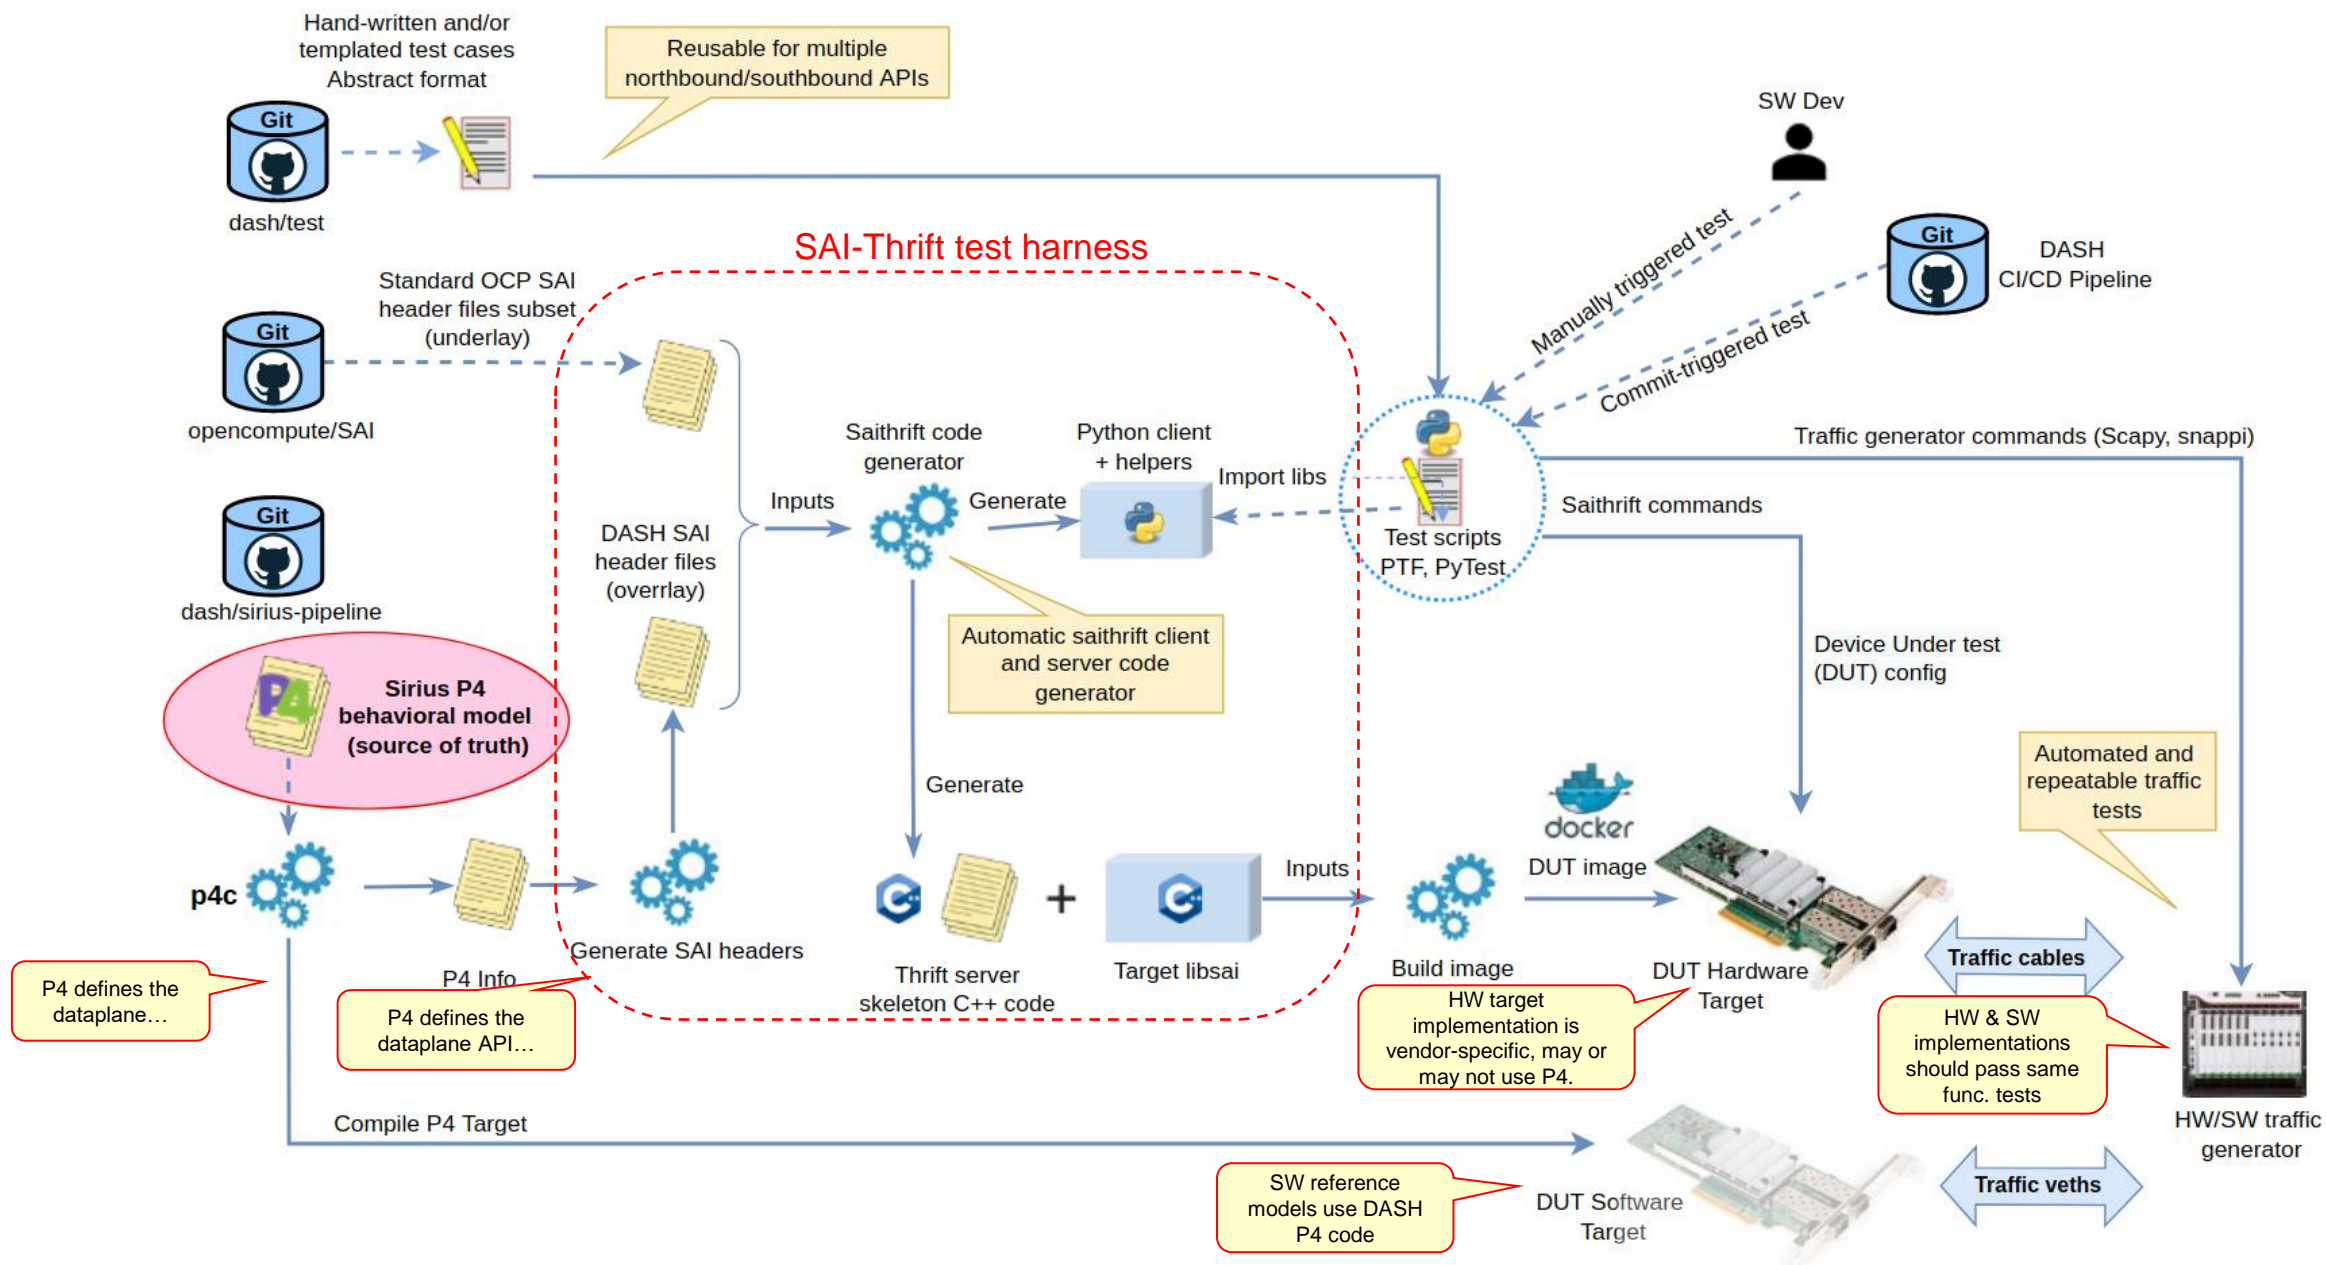 Hand-written and/or
templated test cases
Abstract format
Reusable for multiple
northbound/southbound APIs
Git
dash/test
SW Dev
Git
DASH
CI/CD Pipeline
Manually triggered test
Commit-triggered test
SAI-Thrift test harness
Standard OCP SAI
header files subset
(underlay)
Git
opencompute/SAI
Saithrift code
generator
Python client
+ helpers
Import libs
Inputs
Generate
Traffic generator commands (Scapy, snappi)
Saithrift commands
Test scripts
PTF, PyTest
Git
dash/sirius-pipeline
DASH SAI
header files
(overrlay)
Automatic saithrift client
and server code
generator
Device Under test
(DUT) config
P4
Sirius P4
behavioral model
(source of truth)
Generate
Automated and
repeatable traffic
tests
docker
DUT image
p4c
P4 Info
Generate SAI headers
C
Thrift server
skeleton C++ code
+
C
Target libsai
Inputs
Build image
DUT Hardware
Target
Traffic cables
P4 defines the
dataplane…
P4 defines the
dataplane API…
HW target
implementation is
vendor-specific, may or
may not use P4.
HW & SW
implementations
should pass same
func. tests
HW/SW traffic
generator
Compile P4 Target
SW reference
models use DASH
P4 code
DUT Software
Target
Traffic veths